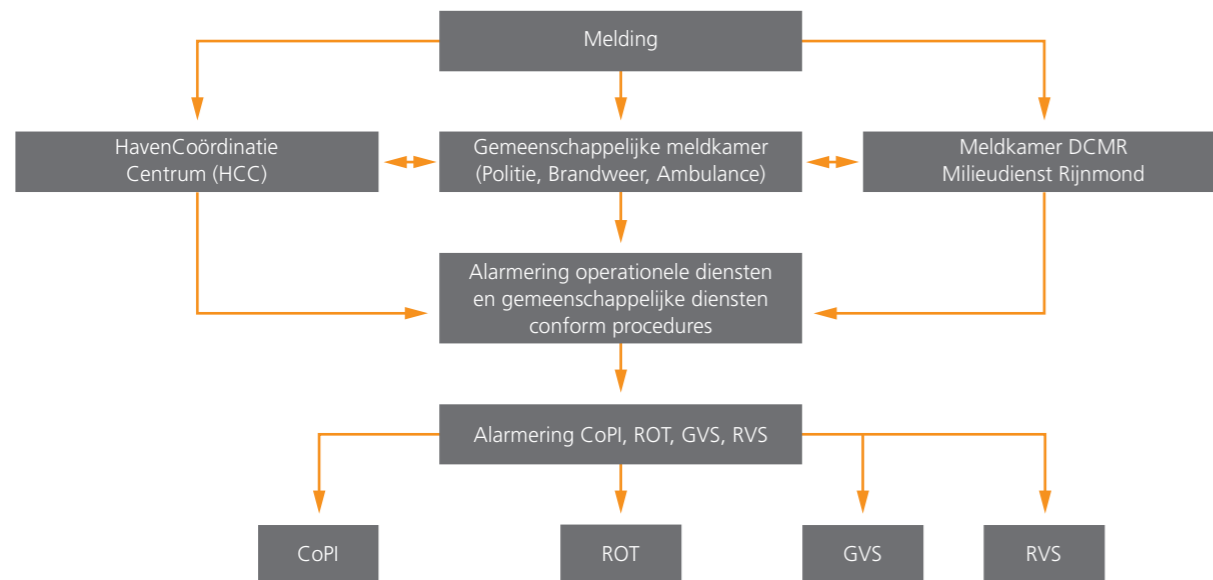 Melding
HavenCoördinatie
Centrum (HCC)
Gemeenschappelijke meldkamer
(Politie, Brandweer, Ambulance)
Meldkamer DCMR
Milieudienst Rijnmond
Alarmering operationele diensten
en gemeenschappelijke diensten
conform procedures
Alarmering CoPI, ROT, GVS, RVS
CoPI
ROT
GVS
RVS